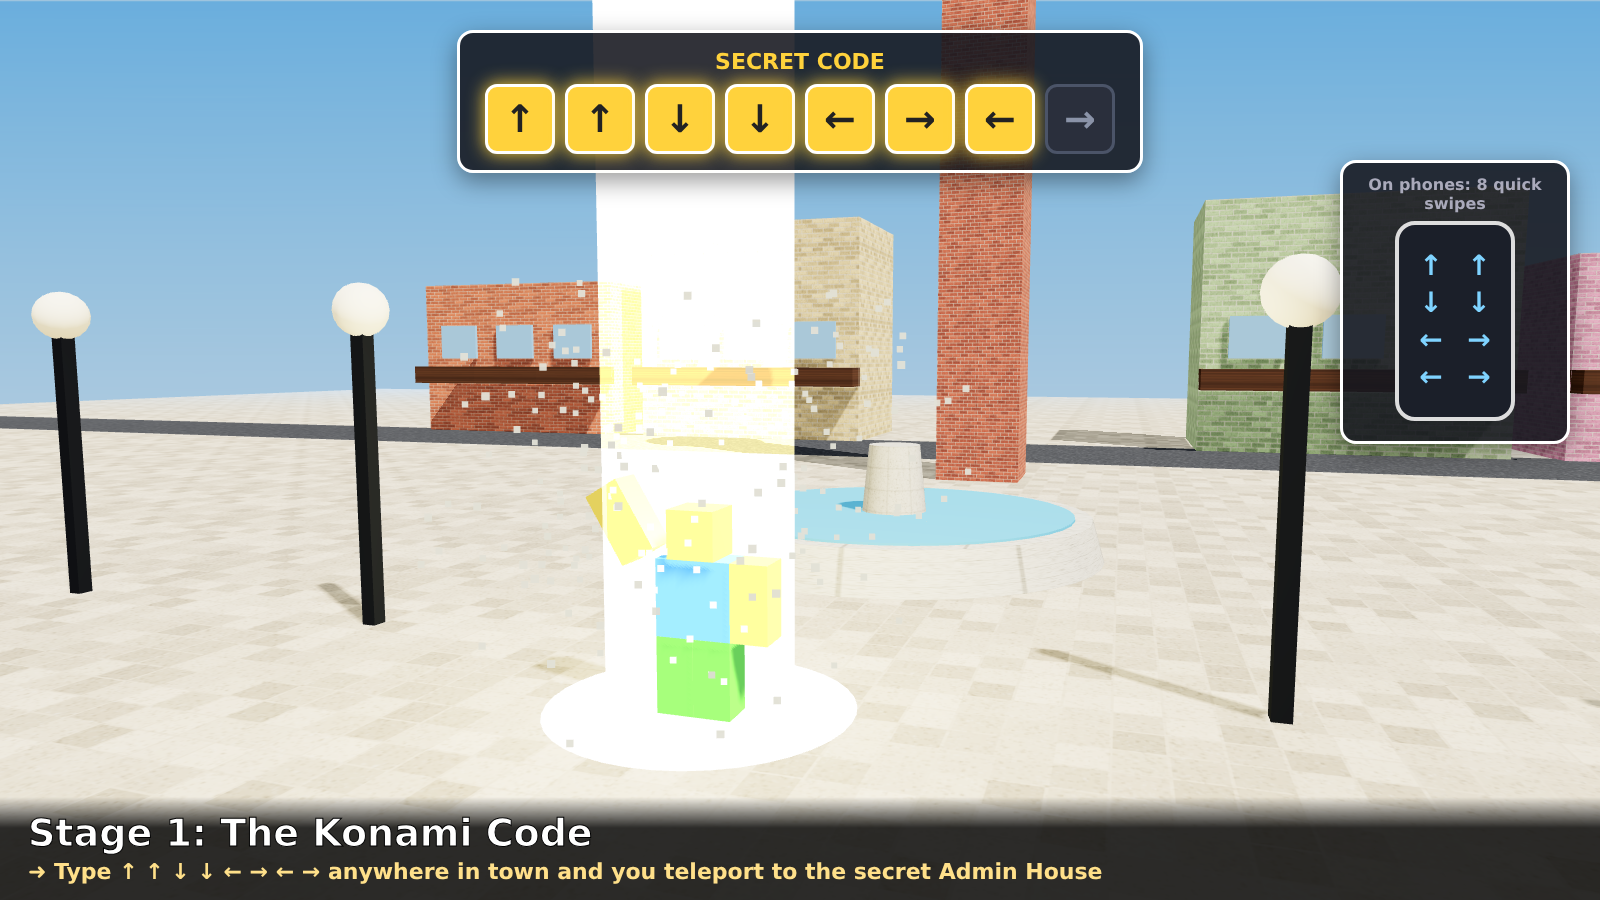 SECRET CODE
↑ ↑ ↓ ↓ ← → ← →
On phones: 8 quick
swipes
↑ ↑
↓ ↓
← →
← →
Stage 1: The Konami Code
→ Type ↑ ↑ ↓ ↓ ← → ← → anywhere in town and you teleport to the secret Admin House